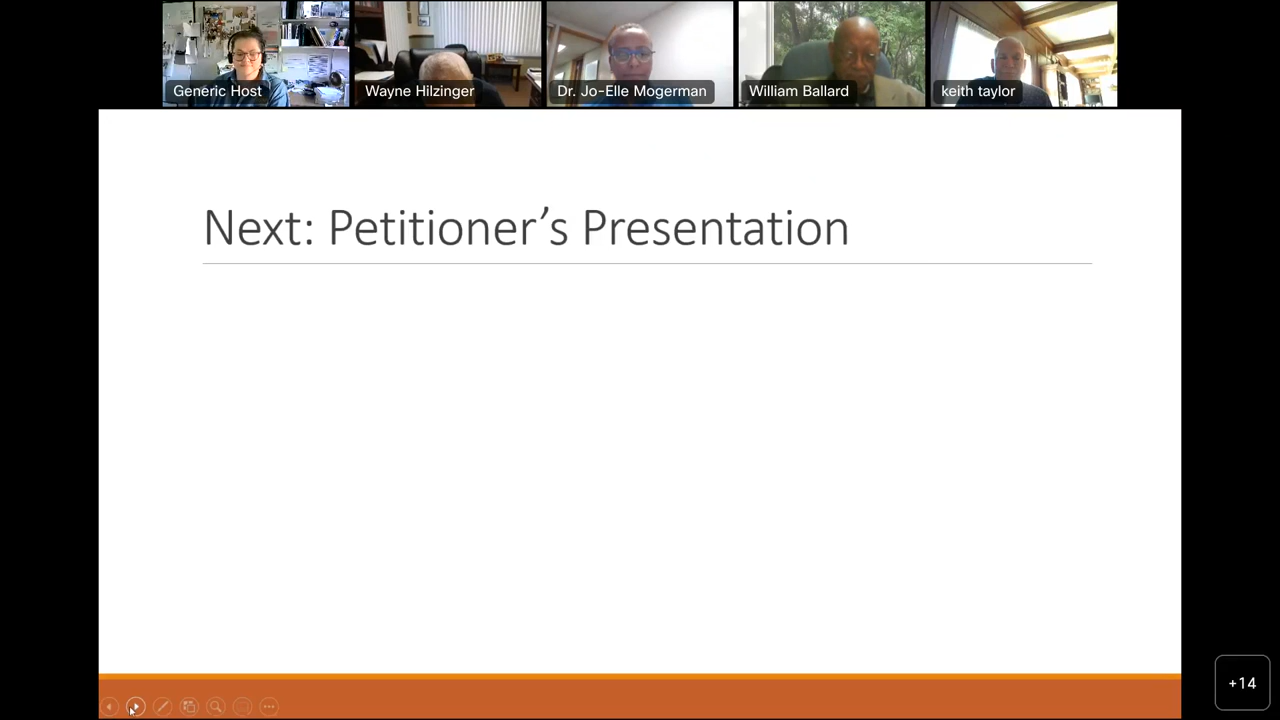 Generic Host
Wayne Hilzinger
Dr. Jo-Elle Mogerman
William Ballard
keith taylor
Next: Petitioner’s Presentation
+14